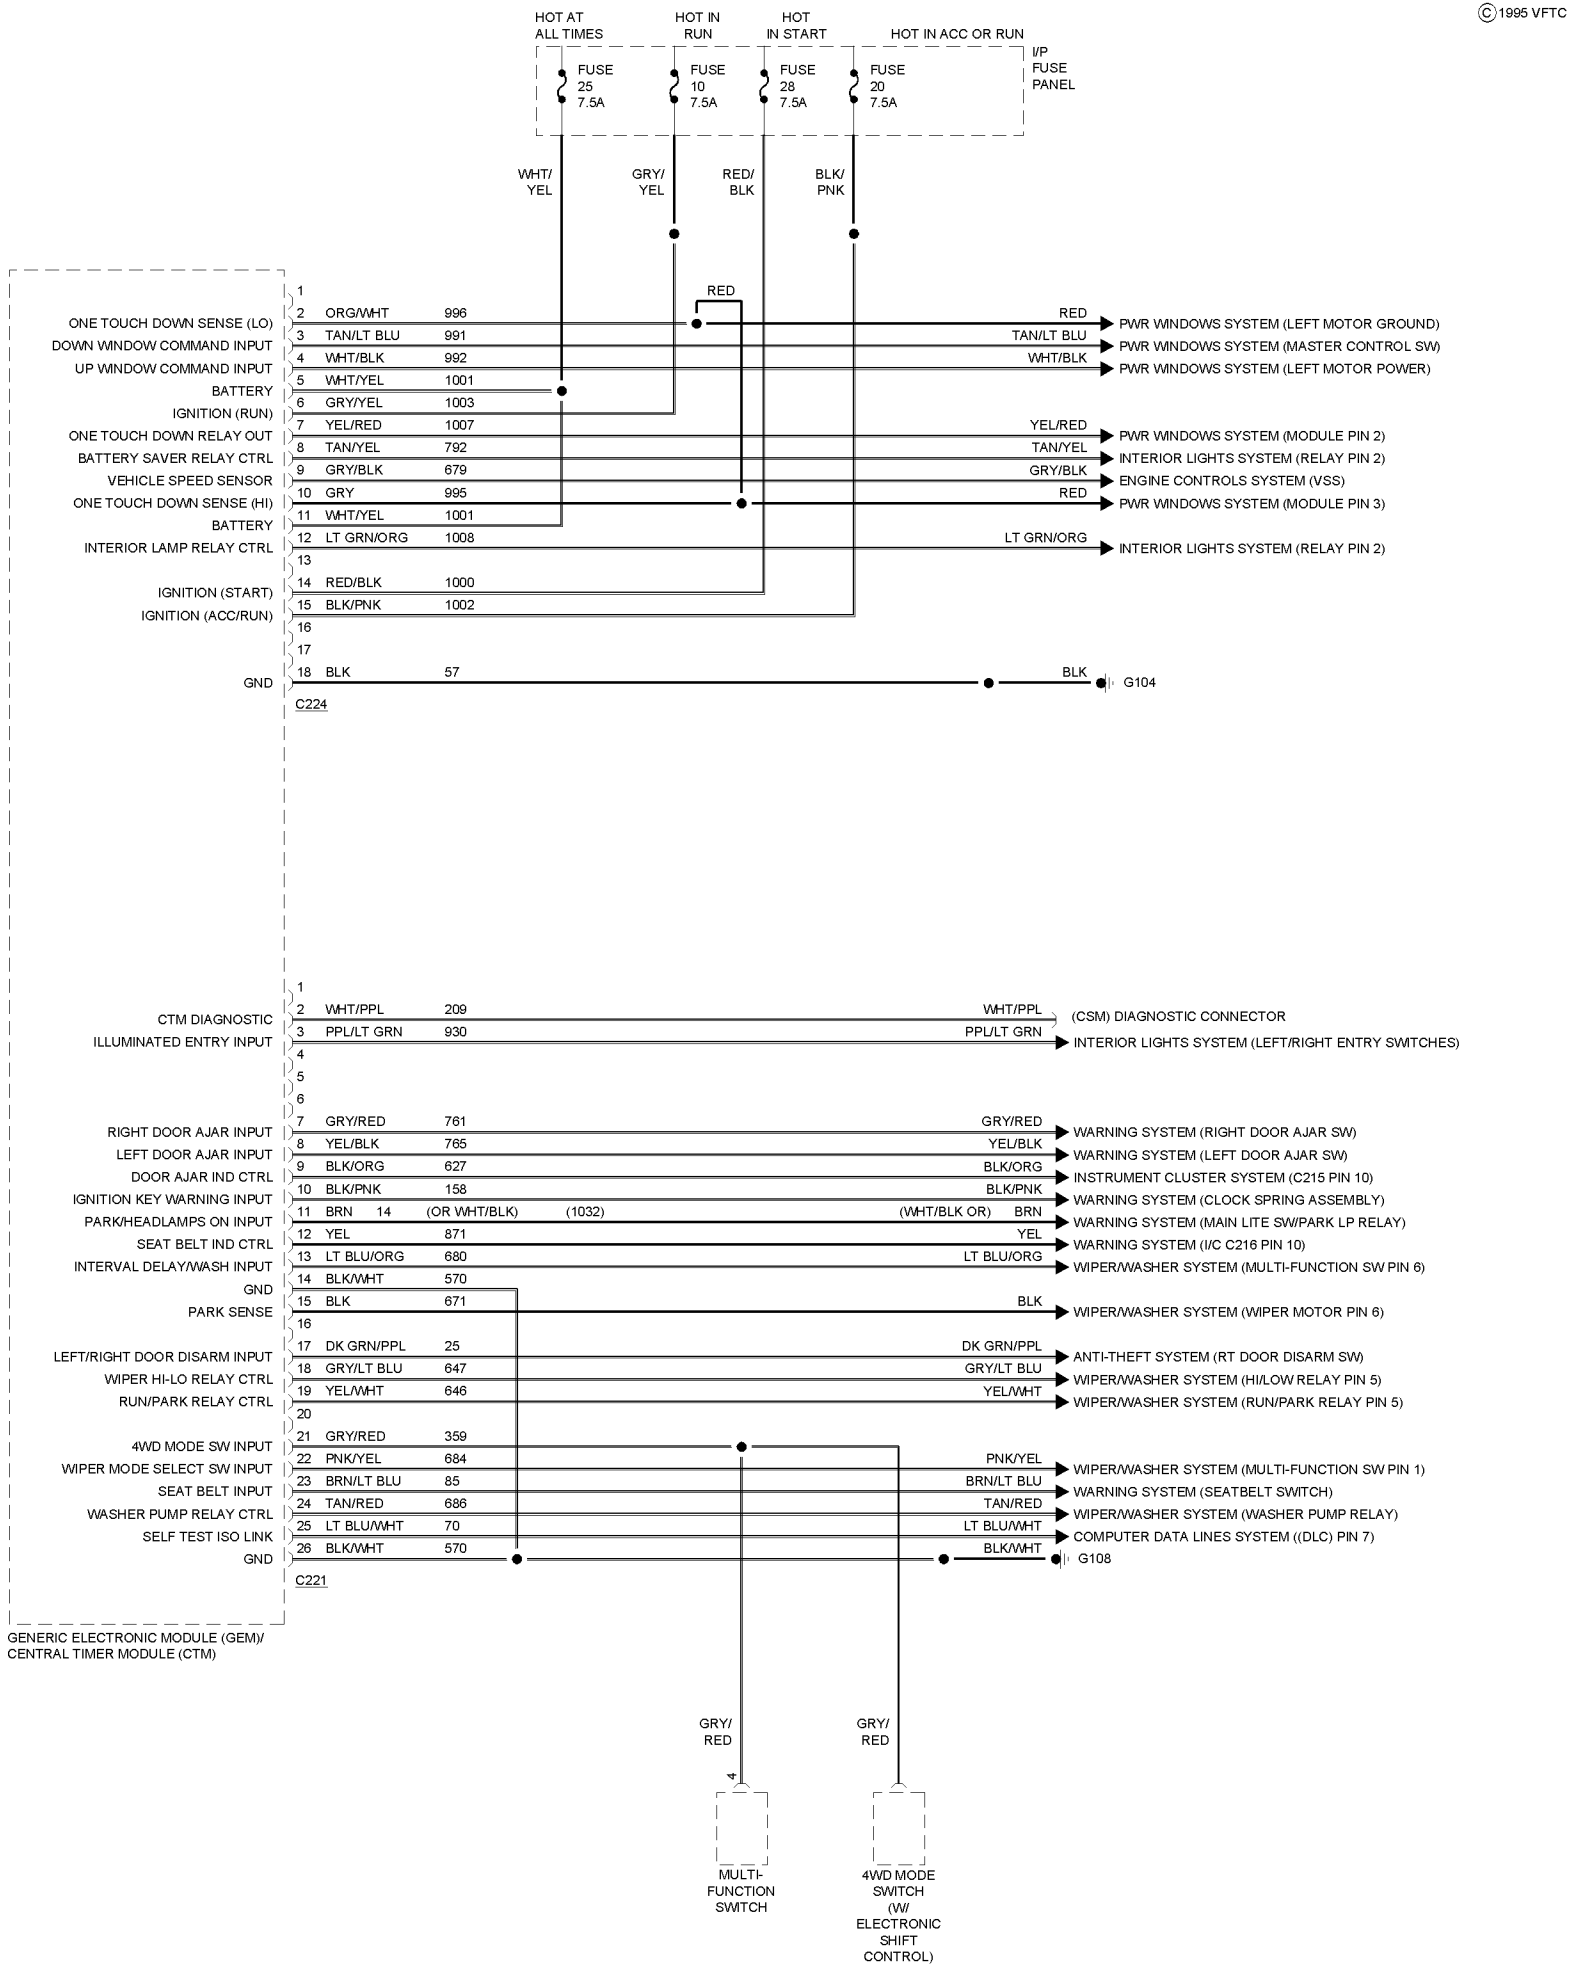 © 1995 VFTC
HOT AT ALL TIMES
HOT IN RUN
HOT IN START
HOT IN ACC OR RUN
I/P FUSE PANEL
FUSE 25 7.5A
FUSE 10 7.5A
FUSE 28 7.5A
FUSE 20 7.5A
WHT/YEL
GRY/YEL
RED/BLK
BLK/PNK
RED
1
ONE TOUCH DOWN SENSE (LO) 2 ORG/WHT 996 RED PWR WINDOWS SYSTEM (LEFT MOTOR GROUND)
DOWN WINDOW COMMAND INPUT 3 TAN/LT BLU 991 TAN/LT BLU PWR WINDOWS SYSTEM (MASTER CONTROL SW)
UP WINDOW COMMAND INPUT 4 WHT/BLK 992 WHT/BLK PWR WINDOWS SYSTEM (LEFT MOTOR POWER)
BATTERY 5 WHT/YEL 1001
IGNITION (RUN) 6 GRY/YEL 1003
ONE TOUCH DOWN RELAY OUT 7 YEL/RED 1007 YEL/RED PWR WINDOWS SYSTEM (MODULE PIN 2)
BATTERY SAVER RELAY CTRL 8 TAN/YEL 792 TAN/YEL INTERIOR LIGHTS SYSTEM (RELAY PIN 2)
VEHICLE SPEED SENSOR 9 GRY/BLK 679 GRY/BLK ENGINE CONTROLS SYSTEM (VSS)
ONE TOUCH DOWN SENSE (HI) 10 GRY 995 RED PWR WINDOWS SYSTEM (MODULE PIN 3)
BATTERY 11 WHT/YEL 1001
INTERIOR LAMP RELAY CTRL 12 LT GRN/ORG 1008 LT GRN/ORG INTERIOR LIGHTS SYSTEM (RELAY PIN 2)
13
IGNITION (START) 14 RED/BLK 1000
IGNITION (ACC/RUN) 15 BLK/PNK 1002
16
17
GND 18 BLK 57 BLK G104
C224
1
CTM DIAGNOSTIC 2 WHT/PPL 209 WHT/PPL (CSM) DIAGNOSTIC CONNECTOR
ILLUMINATED ENTRY INPUT 3 PPL/LT GRN 930 PPL/LT GRN INTERIOR LIGHTS SYSTEM (LEFT/RIGHT ENTRY SWITCHES)
4
5
6
RIGHT DOOR AJAR INPUT 7 GRY/RED 761 GRY/RED WARNING SYSTEM (RIGHT DOOR AJAR SW)
LEFT DOOR AJAR INPUT 8 YEL/BLK 765 YEL/BLK WARNING SYSTEM (LEFT DOOR AJAR SW)
DOOR AJAR IND CTRL 9 BLK/ORG 627 BLK/ORG INSTRUMENT CLUSTER SYSTEM (C215 PIN 10)
IGNITION KEY WARNING INPUT 10 BLK/PNK 158 BLK/PNK WARNING SYSTEM (CLOCK SPRING ASSEMBLY)
PARK/HEADLAMPS ON INPUT 11 BRN 14 (OR WHT/BLK) (1032) (WHT/BLK OR) BRN WARNING SYSTEM (MAIN LITE SW/PARK LP RELAY)
SEAT BELT IND CTRL 12 YEL 871 YEL WARNING SYSTEM (I/C C216 PIN 10)
INTERVAL DELAY/WASH INPUT 13 LT BLU/ORG 680 LT BLU/ORG WIPER/WASHER SYSTEM (MULTI-FUNCTION SW PIN 6)
GND 14 BLK/WHT 570
PARK SENSE 15 BLK 671 BLK WIPER/WASHER SYSTEM (WIPER MOTOR PIN 6)
16
LEFT/RIGHT DOOR DISARM INPUT 17 DK GRN/PPL 25 DK GRN/PPL ANTI-THEFT SYSTEM (RT DOOR DISARM SW)
WIPER HI-LO RELAY CTRL 18 GRY/LT BLU 647 GRY/LT BLU WIPER/WASHER SYSTEM (HI/LOW RELAY PIN 5)
RUN/PARK RELAY CTRL 19 YEL/WHT 646 YEL/WHT WIPER/WASHER SYSTEM (RUN/PARK RELAY PIN 5)
20
4WD MODE SW INPUT 21 GRY/RED 359
WIPER MODE SELECT SW INPUT 22 PNK/YEL 684 PNK/YEL WIPER/WASHER SYSTEM (MULTI-FUNCTION SW PIN 1)
SEAT BELT INPUT 23 BRN/LT BLU 85 BRN/LT BLU WARNING SYSTEM (SEATBELT SWITCH)
WASHER PUMP RELAY CTRL 24 TAN/RED 686 TAN/RED WIPER/WASHER SYSTEM (WASHER PUMP RELAY)
SELF TEST ISO LINK 25 LT BLU/WHT 70 LT BLU/WHT COMPUTER DATA LINES SYSTEM ((DLC) PIN 7)
GND 26 BLK/WHT 570 BLK/WHT G108
C221
GENERIC ELECTRONIC MODULE (GEM)/
CENTRAL TIMER MODULE (CTM)
GRY/RED
GRY/RED
4
MULTI-
FUNCTION
SWITCH
4WD MODE
SWITCH
(W/
ELECTRONIC
SHIFT
CONTROL)